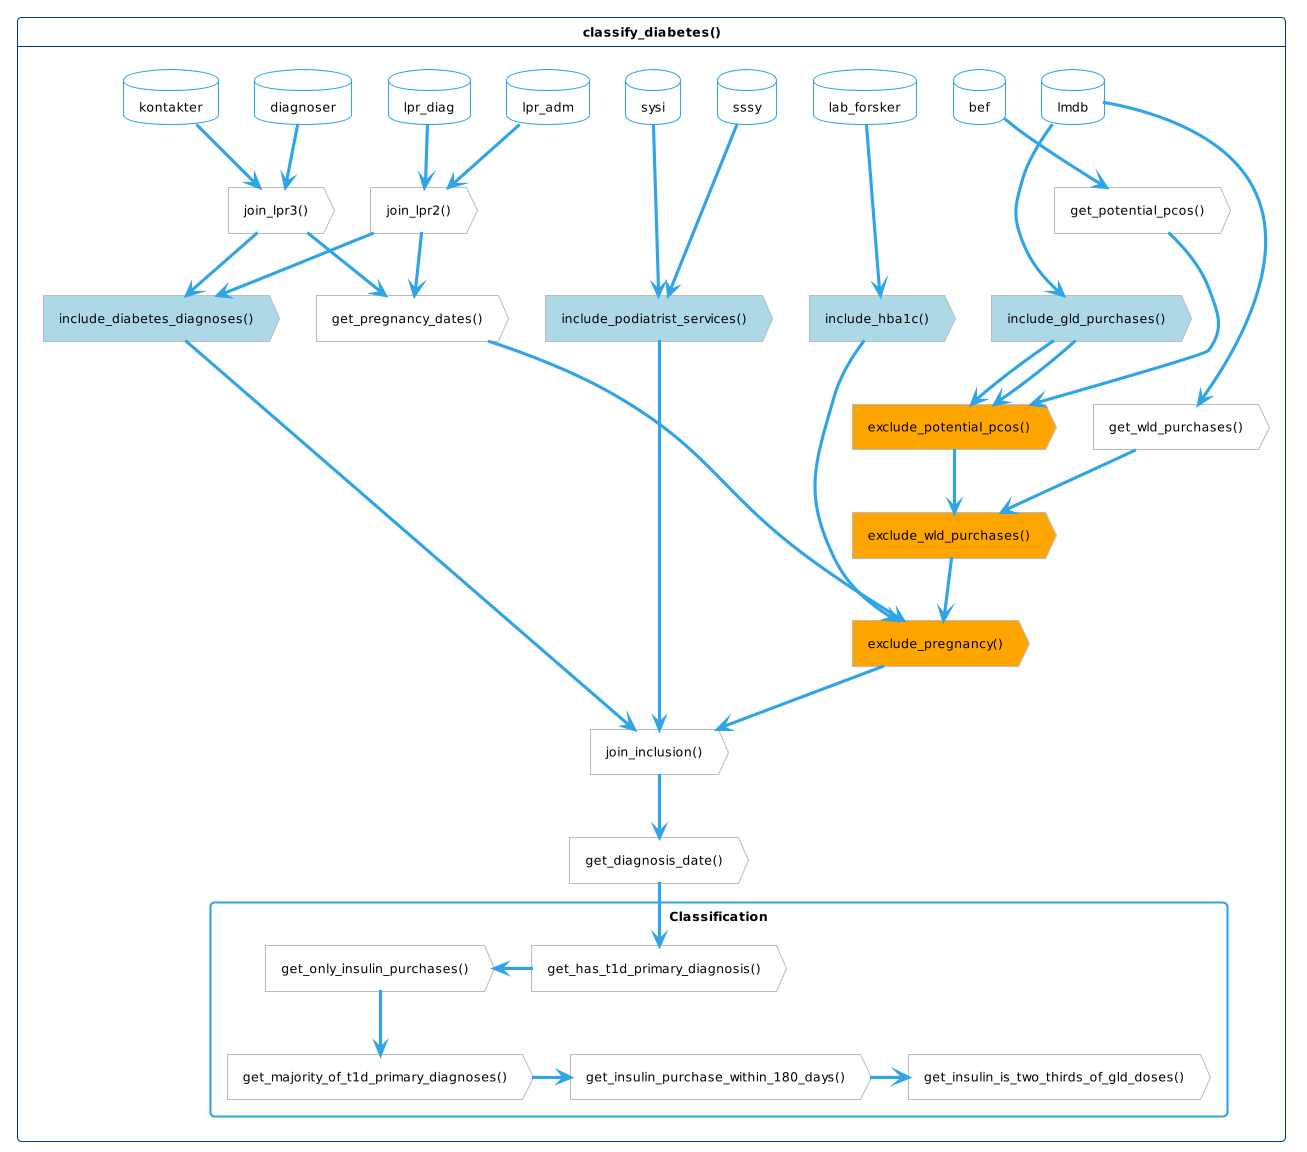 classify_diabetes()
kontakter
diagnoser
lpr_diag
lpr_adm
sysi
sssy
lab_forsker
bef
lmdb
join_lpr3()
join_lpr2()
get_potential_pcos()
include_diabetes_diagnoses()
get_pregnancy_dates()
include_podiatrist_services()
include_hba1c()
include_gld_purchases()
exclude_potential_pcos()
get_wld_purchases()
exclude_wld_purchases()
exclude_pregnancy()
join_inclusion()
get_diagnosis_date()
Classification
get_only_insulin_purchases()
get_has_t1d_primary_diagnosis()
get_majority_of_t1d_primary_diagnoses()
get_insulin_purchase_within_180_days()
get_insulin_is_two_thirds_of_gld_doses()